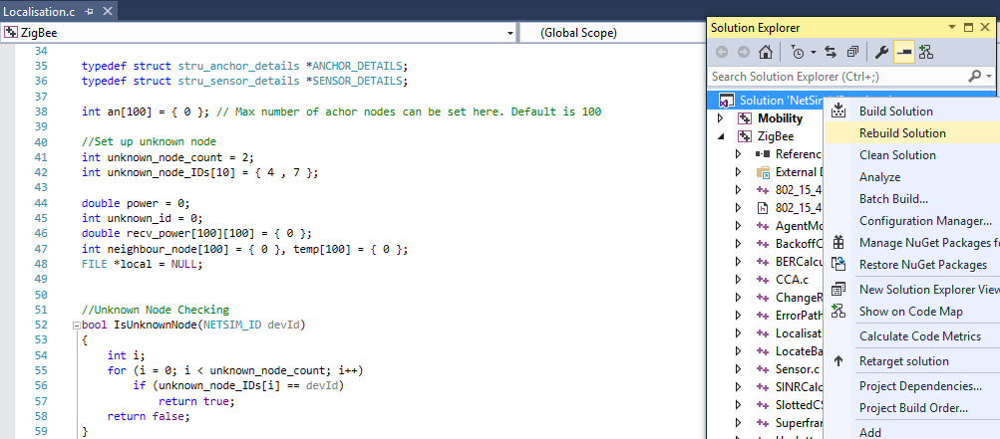 Localisation.c
ZigBee
(Global Scope)
34
35 typedef struct stru_anchor_details *ANCHOR_DETAILS;
36 typedef struct stru_sensor_details *SENSOR_DETAILS;
37
38 int an[100] = { 0 }; // Max number of achor nodes can be set here. Default is 100
39
40 //Set up unknown node
41 int unknown_node_count = 2;
42 int unknown_node_IDs[10] = { 4 , 7 };
43
44 double power = 0;
45 int unknown_id = 0;
46 double recv_power[100][100] = { 0 };
47 int neighbour_node[100] = { 0 }, temp[100] = { 0 };
48 FILE *local = NULL;
49
50
51 //Unknown Node Checking
52 bool IsUnknownNode(NETSIM_ID devId)
53 {
54 int i;
55 for (i = 0; i < unknown_node_count; i++)
56 if (unknown_node_IDs[i] == devId)
57 return true;
58 return false;
59 }
Solution Explorer
Search Solution Explorer (Ctrl+;)
Solution 'NetSim
Mobility
ZigBee
Referenc
External D
802_15_4
802_15_4
AgentMo
BackoffC
BERCalcu
CCA.c
ChangeR
ErrorPath
Localisat
LocateBa
Sensor.c
SINRCalc
SlottedCS
Superfram
Build Solution
Rebuild Solution
Clean Solution
Analyze
Batch Build...
Configuration Manager...
Manage NuGet Packages fo
Restore NuGet Packages
New Solution Explorer View
Show on Code Map
Calculate Code Metrics
Retarget solution
Project Dependencies...
Project Build Order...
Add